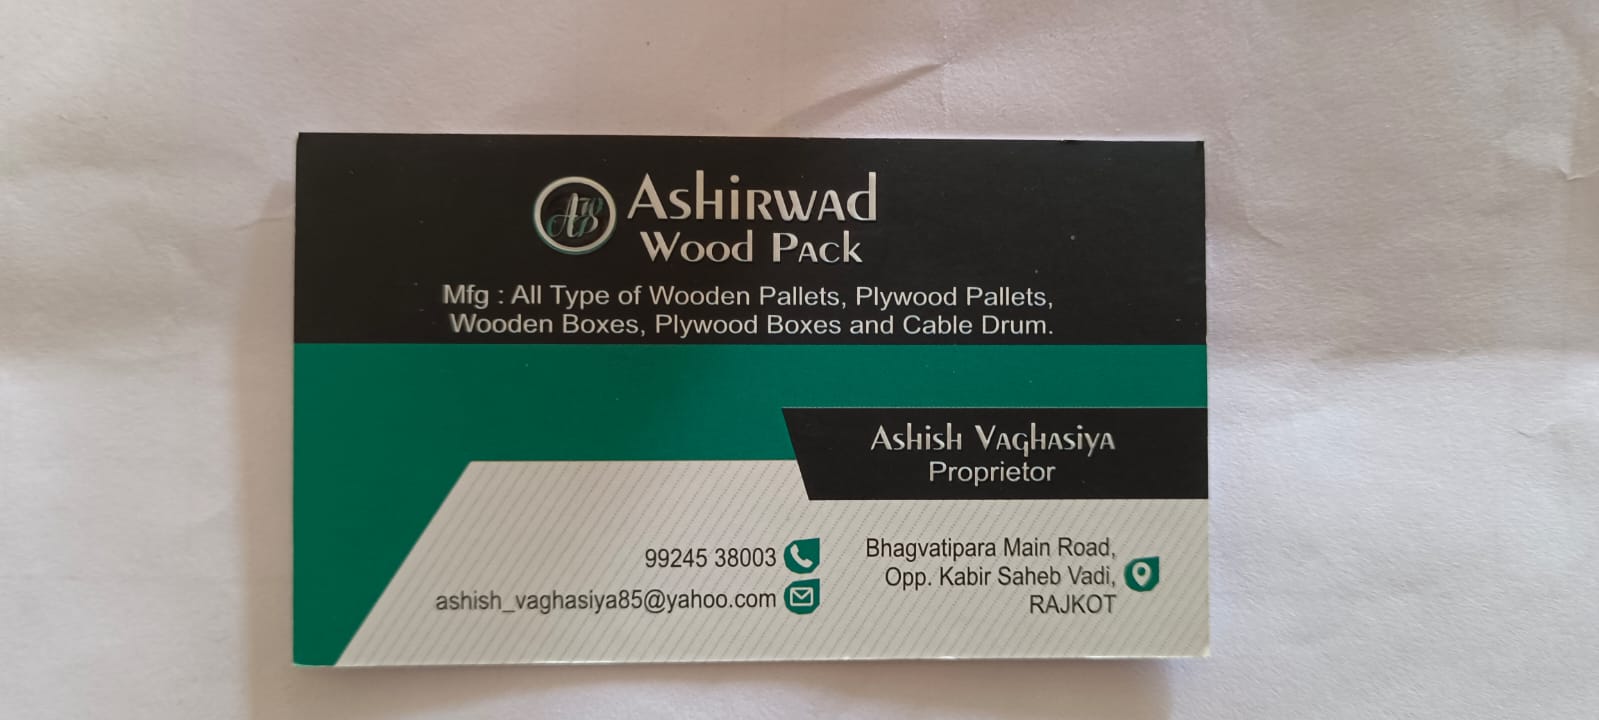 Ashirwad
Wood Pack
Mfg : All Type of Wooden Pallets, Plywood Pallets,
Wooden Boxes, Plywood Boxes and Cable Drum.
Ashish Vaghasiya
Proprietor
99245 38003
ashish_vaghasiya85@yahoo.com
Bhagvatipara Main Road,
Opp. Kabir Saheb Vadi,
RAJKOT